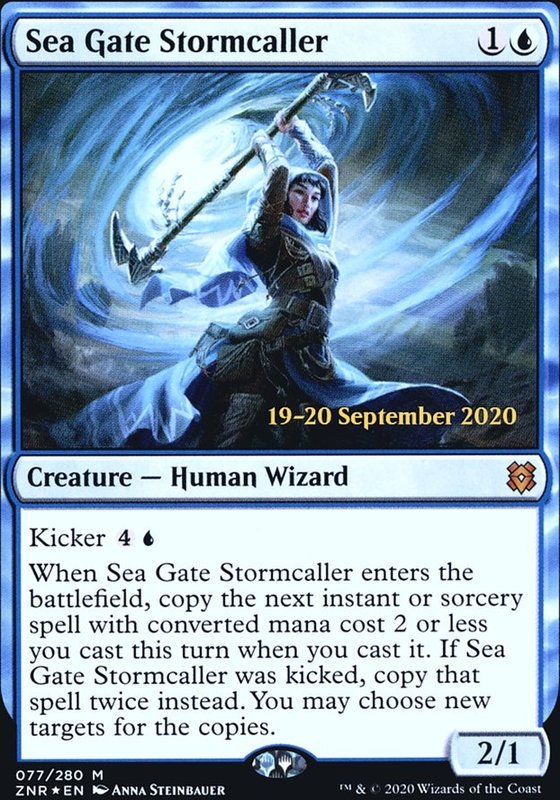 Sea Gate Stormcaller 1
19–20 September 2020
Creature — Human Wizard
Kicker 4
When Sea Gate Stormcaller enters the
battlefield, copy the next instant or sorcery
spell with converted mana cost 2 or less
you cast this turn when you cast it. If Sea
Gate Stormcaller was kicked, copy that
spell twice instead. You may choose new
targets for the copies.
2/1
077/280 M
ZNR ★ EN Anna Steinbauer
™ & © 2020 Wizards of the Coast